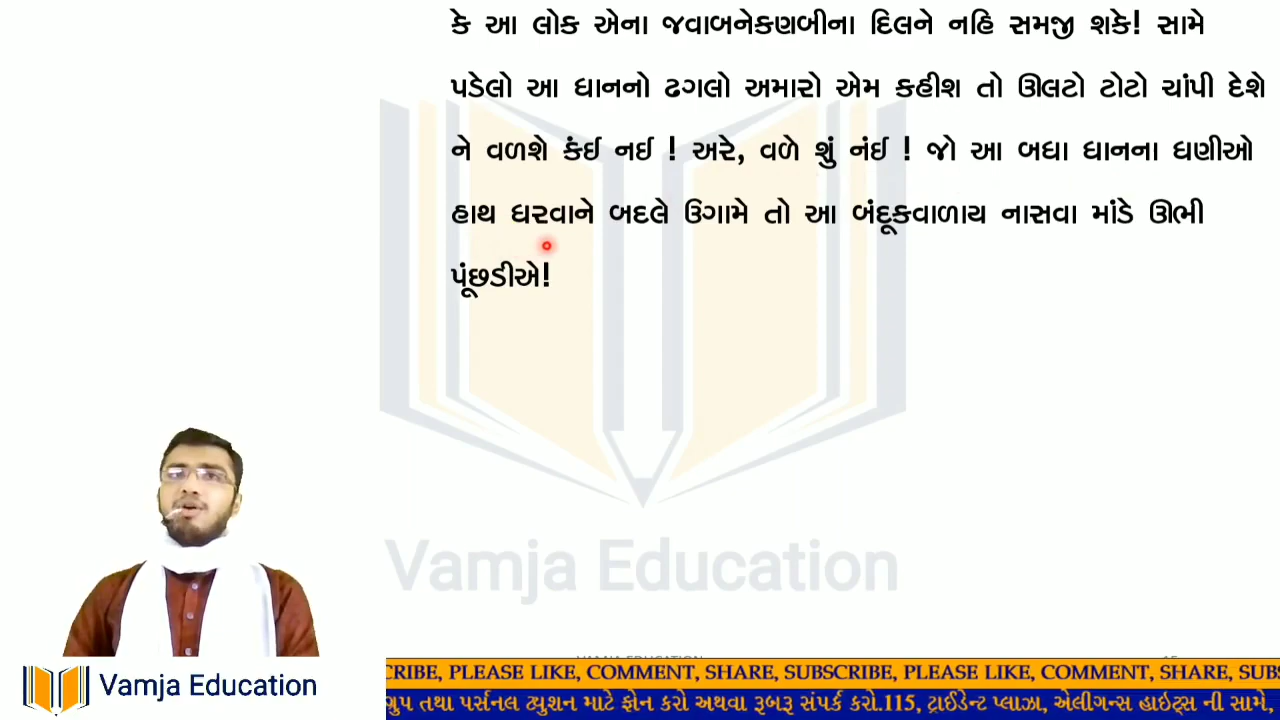 કે આ લોક એના જવાબનેકણબીના દિલને નહિ સમજી શકે! સામે
પડેલો આ ધાનનો ઢગલો અમારો એમ કહીશ તો ઊલટો ટોટો ચાંપી દેશે
ને વળશે કંઈ નઈ ! અરે, વળે શું નંઈ ! જો આ બધા ધાનના ધણીઓ
હાથ ધરવાને બદલે ઉગામે તો આ બંદૂકવાળાય નાસવા માંડે ઊભી
પૂંછડીએ!
Vamja Education
Vamja Education
CRIBE, PLEASE LIKE, COMMENT, SHARE, SUBSCRIBE, PLEASE LIKE, COMMENT, SHARE, SUBS
ગ્રુપ તથા પર્સનલ ટ્યુશન માટે ફોન કરો અથવા રૂબરૂ સંપર્ક કરો.115, ટ્રાઈડેન્ટ પ્લાઝા, એલીગન્સ હાઇટ્સ ની સામે,